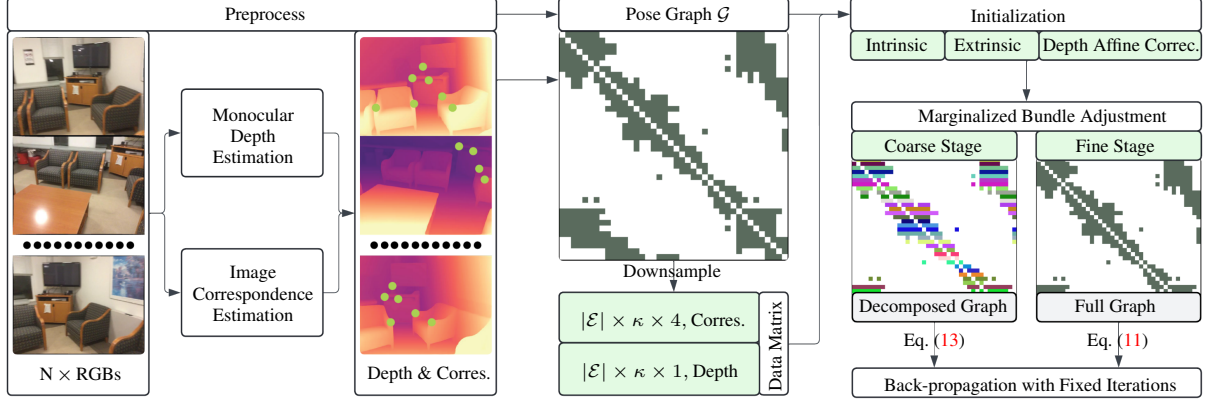 Preprocess
Monocular
Depth
Estimation
Image
Correspondence
Estimation
N × RGBs
Depth & Corres.
Pose Graph 𝒢
Downsample
|ℰ| × κ × 4, Corres.
|ℰ| × κ × 1, Depth
Data Matrix
Initialization
Intrinsic
Extrinsic
Depth Affine Correc.
Marginalized Bundle Adjustment
Coarse Stage
Fine Stage
Decomposed Graph
Full Graph
Eq. (13)
Eq. (11)
Back-propagation with Fixed Iterations